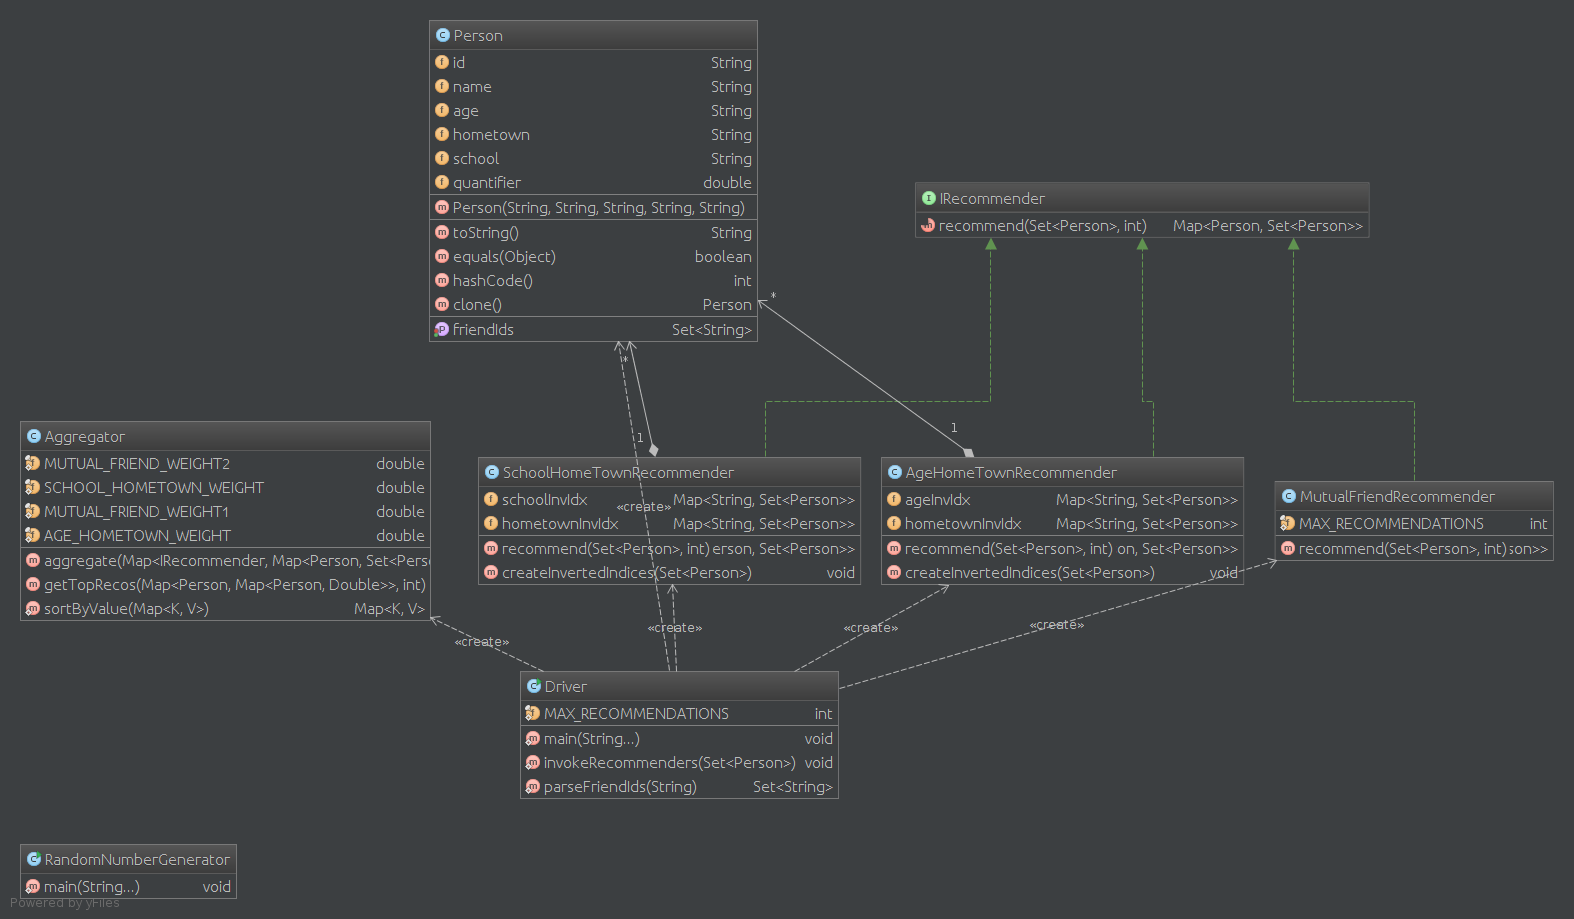 Person
id String
name String
age String
hometown String
school String
quantifier double
Person(String, String, String, String, String)
toString() String
equals(Object) boolean
hashCode() int
clone() Person
friendIds Set<String>
IRecommender
recommend(Set<Person>, int) Map<Person, Set<Person>>
*
*
1
1
Aggregator
MUTUAL_FRIEND_WEIGHT2 double
SCHOOL_HOMETOWN_WEIGHT double
MUTUAL_FRIEND_WEIGHT1 double
AGE_HOMETOWN_WEIGHT double
aggregate(Map<IRecommender, Map<Person, Set<Pers
getTopRecos(Map<Person, Map<Person, Double>>, int)
sortByValue(Map<K, V>) Map<K, V>
SchoolHomeTownRecommender
schoolInvIdx Map<String, Set<Person>>
hometownInvIdx Map<String, Set<Person>>
recommend(Set<Person>, int) erson, Set<Person>>
createInvertedIndices(Set<Person>) void
«create»
AgeHomeTownRecommender
ageInvIdx Map<String, Set<Person>>
hometownInvIdx Map<String, Set<Person>>
recommend(Set<Person>, int) on, Set<Person>>
createInvertedIndices(Set<Person>) void
MutualFriendRecommender
MAX_RECOMMENDATIONS int
recommend(Set<Person>, int) son>>
«create»
«create»
«create»
«create»
Driver
MAX_RECOMMENDATIONS int
main(String...) void
invokeRecommenders(Set<Person>) void
parseFriendIds(String) Set<String>
RandomNumberGenerator
main(String...) void
Powered by yFiles